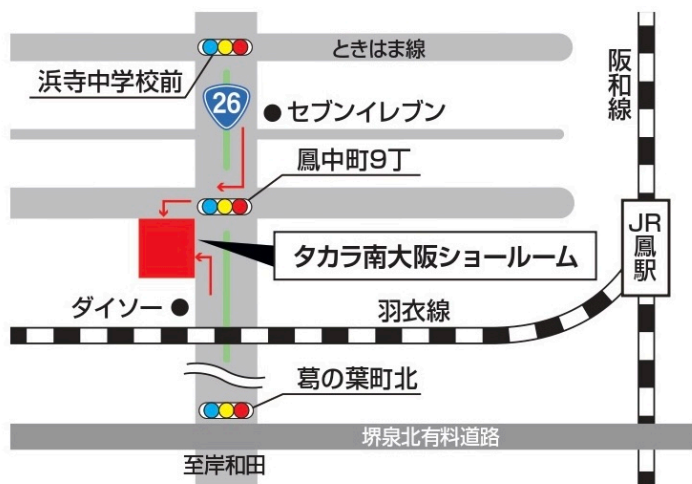 ときはま線
浜寺中学校前
阪和線
26
セブンイレブン
鳳中町9丁
JR鳳駅
タカラ南大阪ショールーム
ダイソー
羽衣線
葛の葉町北
堺泉北有料道路
至岸和田